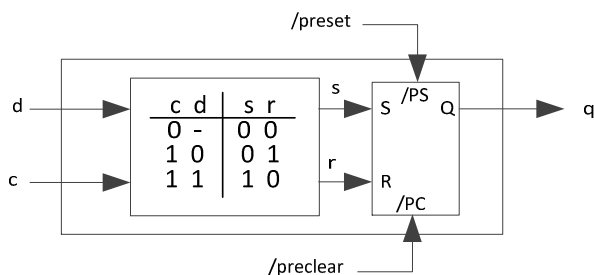 /preset
d
c
c d s r
0 - 0 0
1 0 0 1
1 1 1 0
s
r
/PS
S Q
R
/PC
q
/preclear